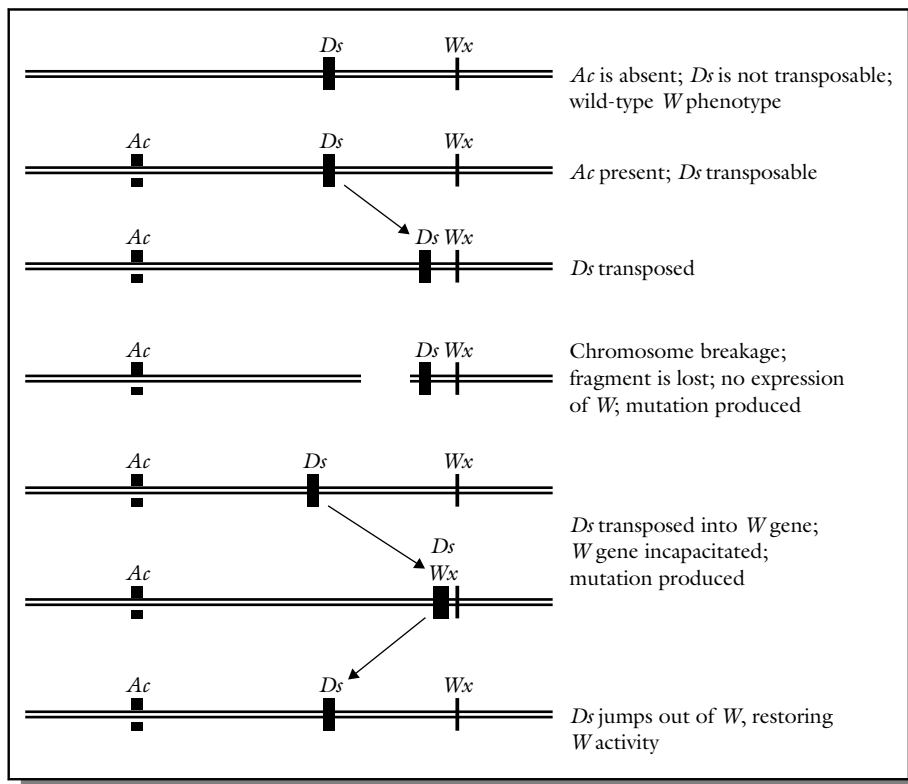 Ds Wx
Ac is absent; Ds is not transposable;
wild-type W phenotype
Ac Ds Wx
Ac present; Ds transposable
Ac Ds Wx
Ds transposed
Ac Ds Wx
Chromosome breakage;
fragment is lost; no expression
of W; mutation produced
Ac Ds Wx
Ds transposed into W gene;
W gene incapacitated;
mutation produced
Ds
Ac Wx
Ac Ds Wx
Ds jumps out of W, restoring
W activity